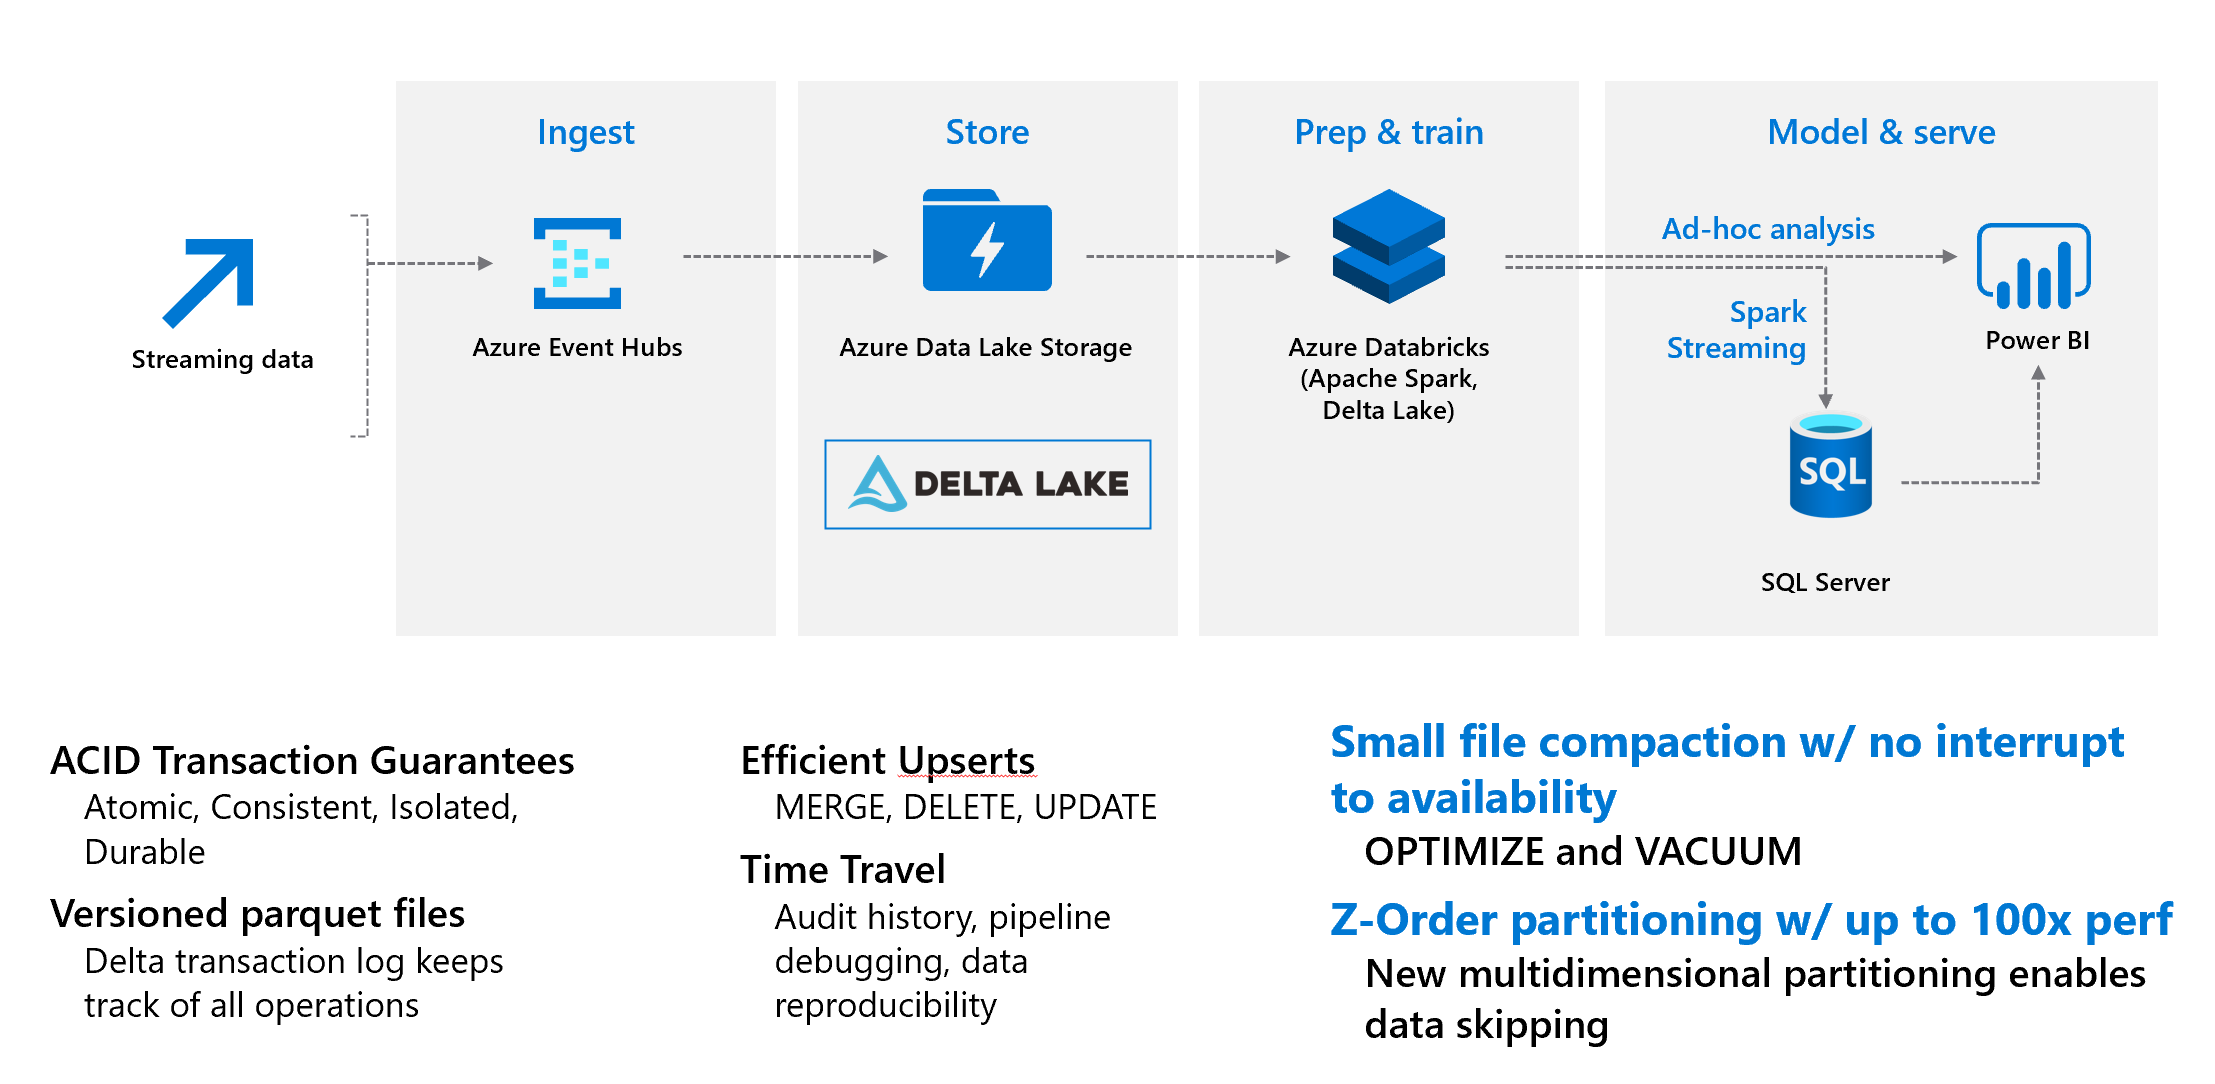 Ingest
Store
Prep & train
Model & serve
Streaming data
Azure Event Hubs
Azure Data Lake Storage
DELTA LAKE
Azure Databricks
(Apache Spark,
Delta Lake)
Ad-hoc analysis
Spark
Streaming
Power BI
SQL
SQL Server
ACID Transaction Guarantees
Atomic, Consistent, Isolated,
Durable
Versioned parquet files
Delta transaction log keeps
track of all operations
Efficient Upserts
MERGE, DELETE, UPDATE
Time Travel
Audit history, pipeline
debugging, data
reproducibility
Small file compaction w/ no interrupt
to availability
OPTIMIZE and VACUUM
Z-Order partitioning w/ up to 100x perf
New multidimensional partitioning enables
data skipping